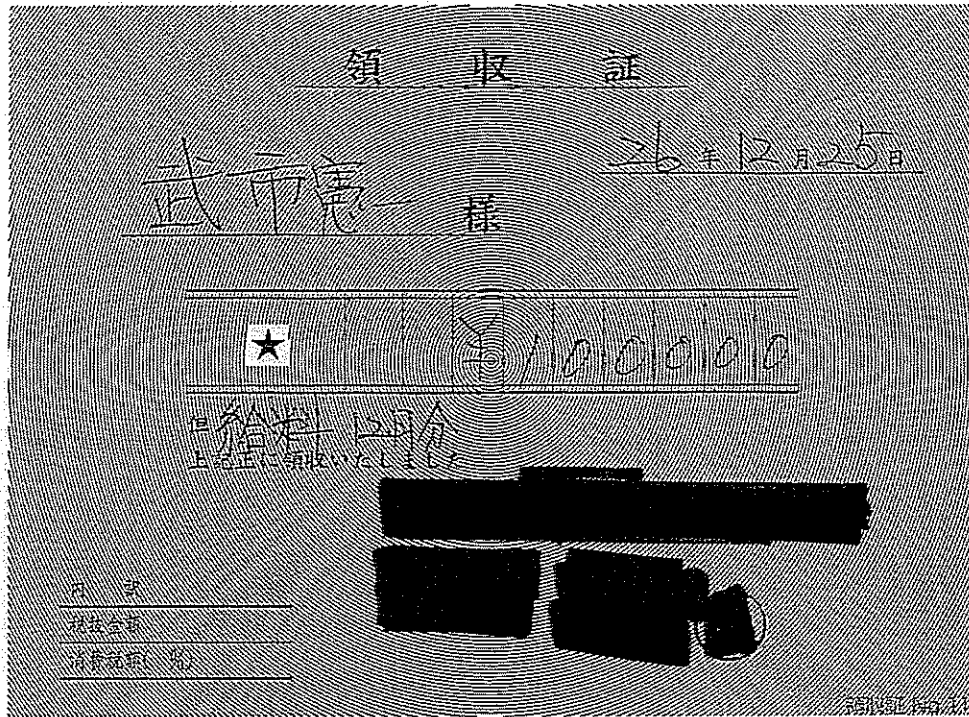 領収証
26年12月25日
武市憲一 様
★ ¥100000
但 給料 12月分
上記正に領収いたしました
内訳
税抜金額
消費税額( %)